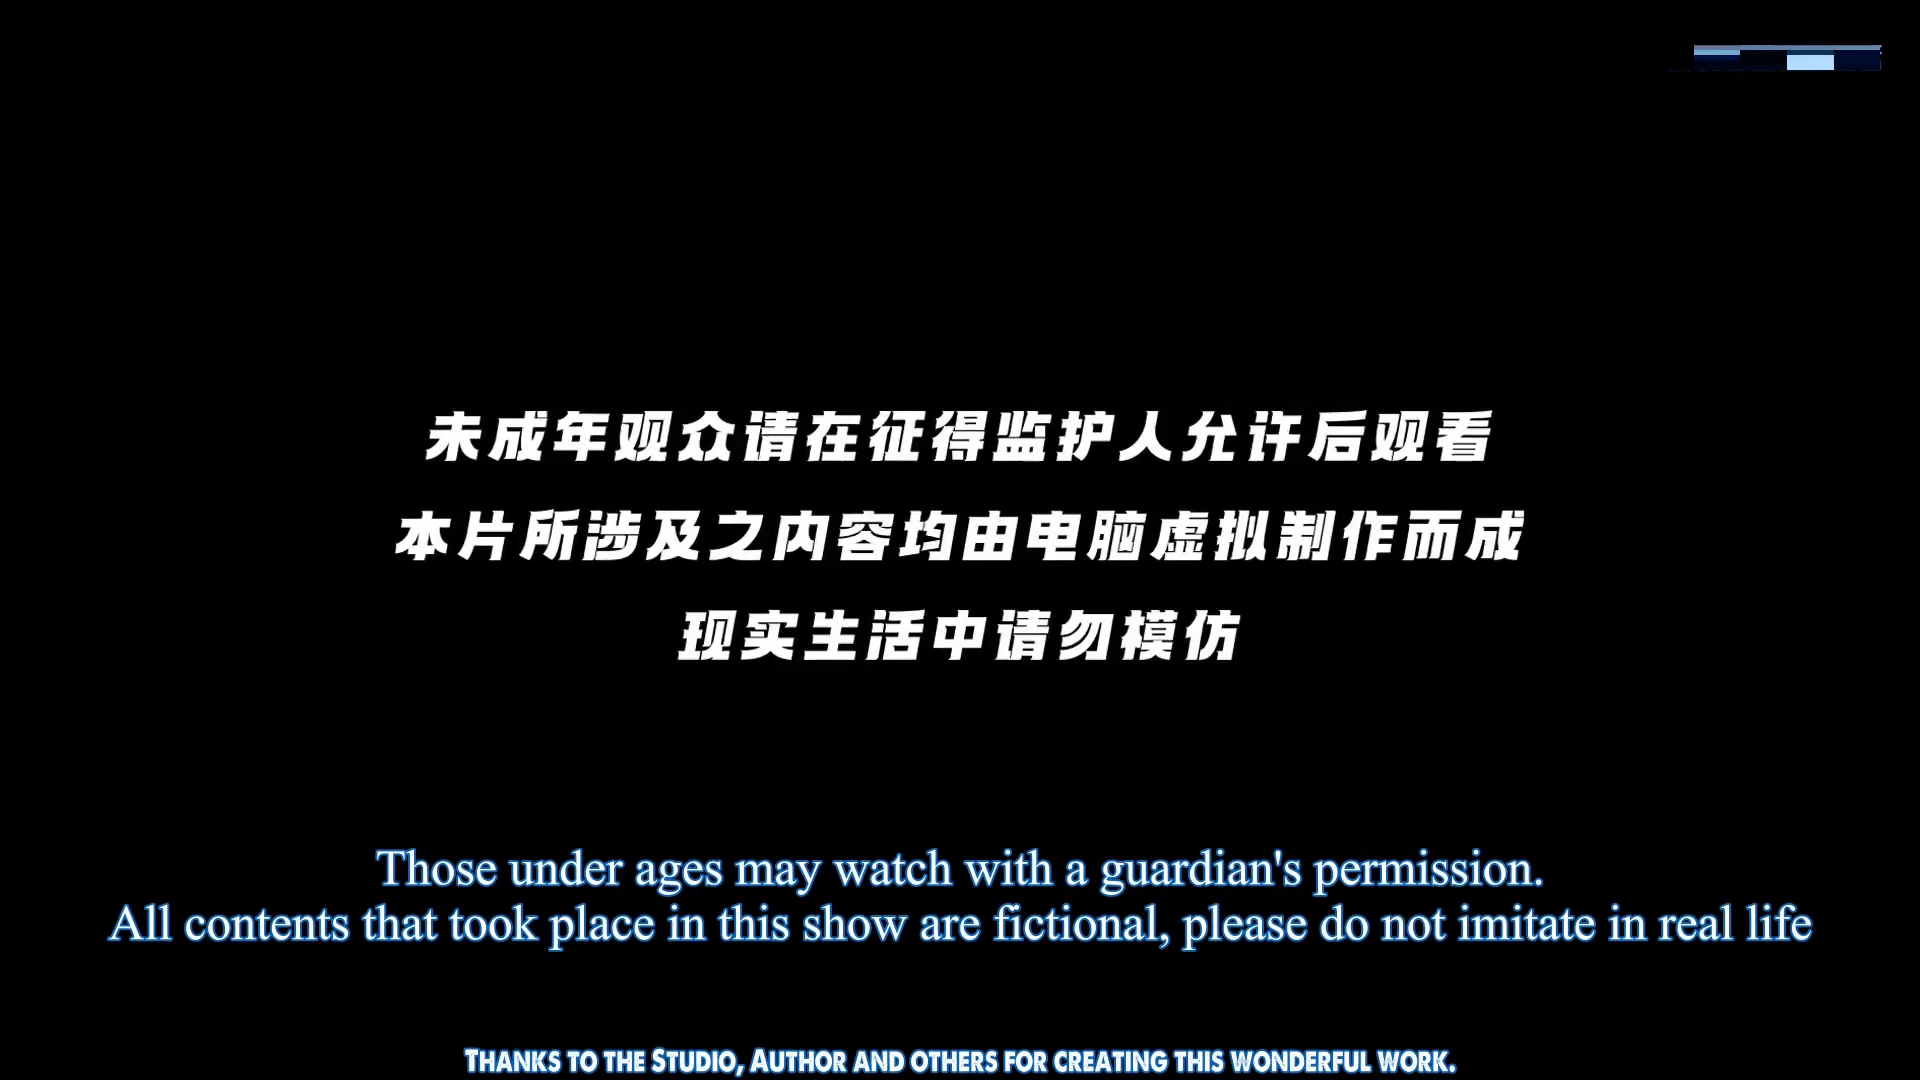 未成年观众请在征得监护人允许后观看
本片所涉及之内容均由电脑虚拟制作而成
现实生活中请勿模仿
Those under ages may watch with a guardian's permission.
All contents that took place in this show are fictional, please do not imitate in real life
THANKS TO THE STUDIO, AUTHOR AND OTHERS FOR CREATING THIS WONDERFUL WORK.